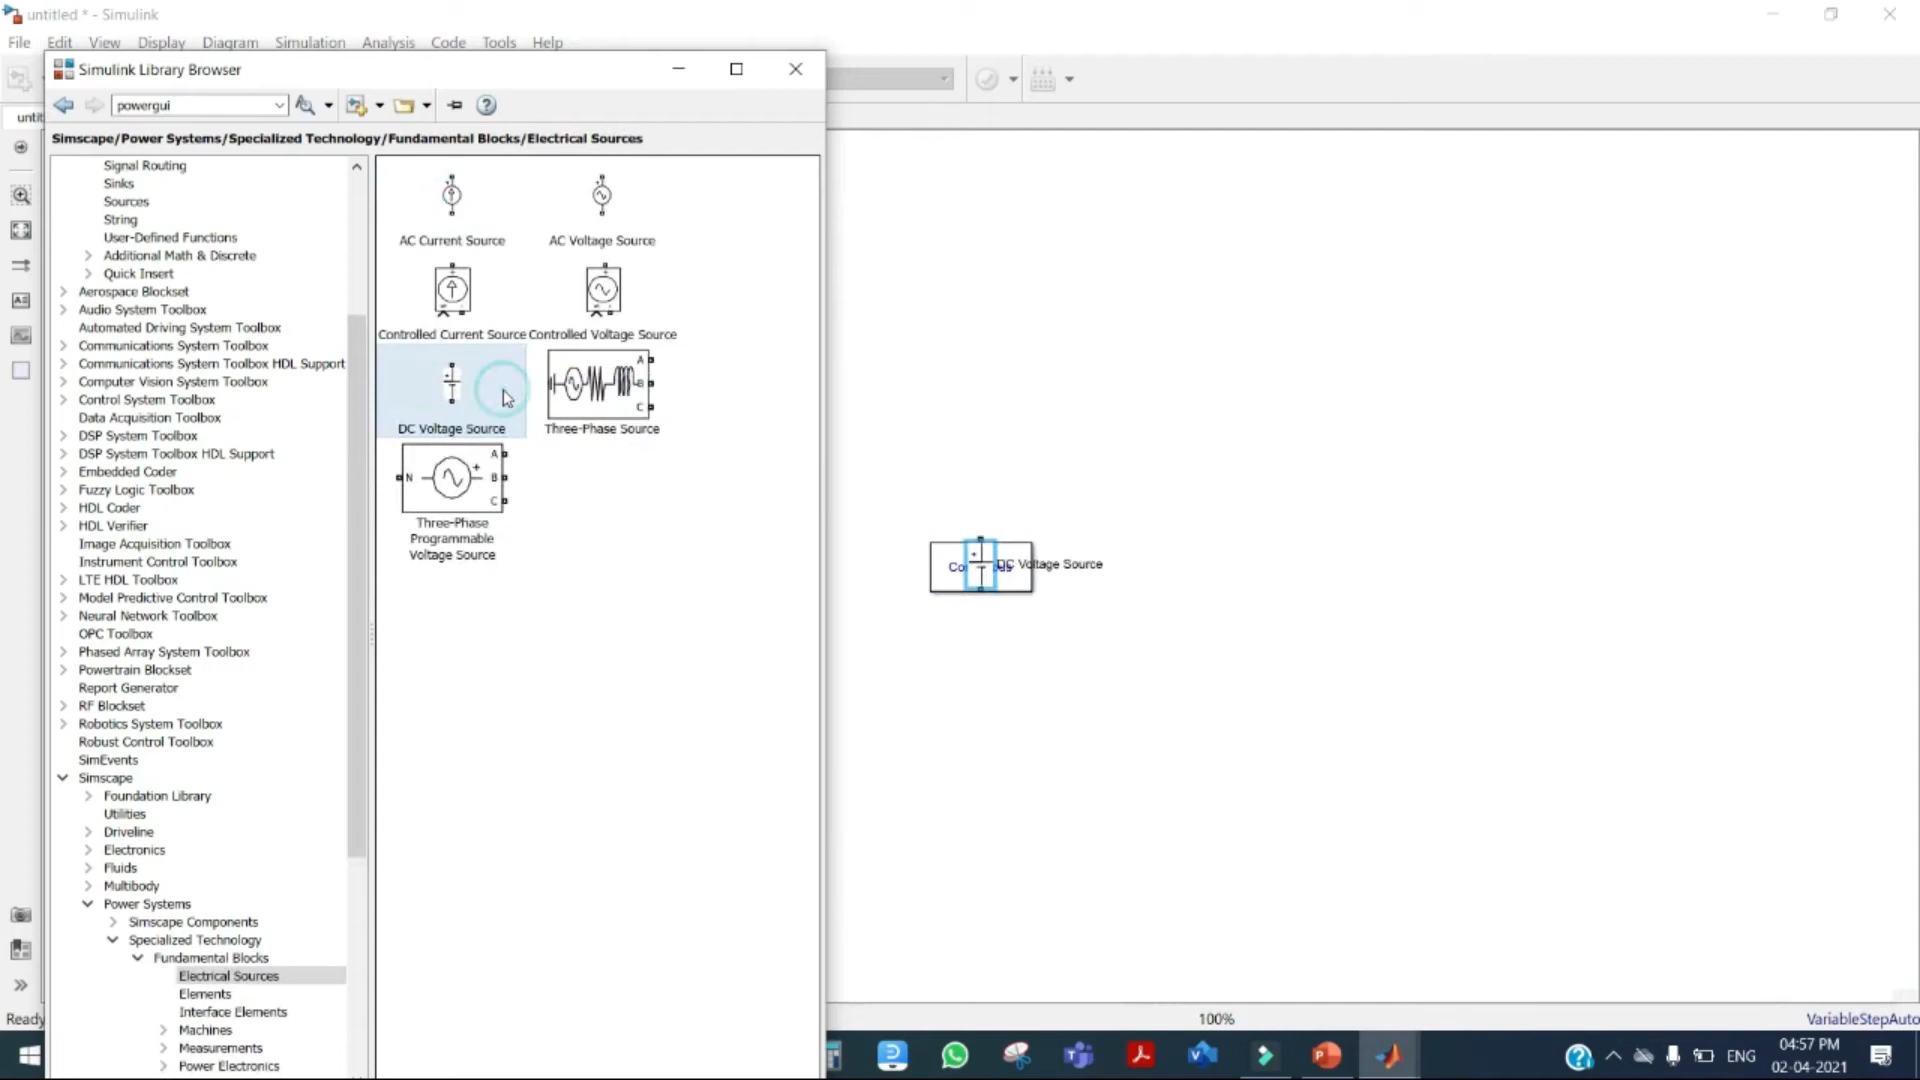 untitled * - Simulink
File Edit View Display Diagram Simulation Analysis Code Tools Help
Simulink Library Browser
powergui
Simscape/Power Systems/Specialized Technology/Fundamental Blocks/Electrical Sources
Signal Routing
Sinks
Sources
String
User-Defined Functions
Additional Math & Discrete
Quick Insert
Aerospace Blockset
Audio System Toolbox
Automated Driving System Toolbox
Communications System Toolbox
Communications System Toolbox HDL Support
Computer Vision System Toolbox
Control System Toolbox
Data Acquisition Toolbox
DSP System Toolbox
DSP System Toolbox HDL Support
Embedded Coder
Fuzzy Logic Toolbox
HDL Coder
HDL Verifier
Image Acquisition Toolbox
Instrument Control Toolbox
LTE HDL Toolbox
Model Predictive Control Toolbox
Neural Network Toolbox
OPC Toolbox
Phased Array System Toolbox
Powertrain Blockset
Report Generator
RF Blockset
Robotics System Toolbox
Robust Control Toolbox
SimEvents
Simscape
Foundation Library
Utilities
Driveline
Electronics
Fluids
Multibody
Power Systems
Simscape Components
Specialized Technology
Fundamental Blocks
Electrical Sources
Elements
Interface Elements
Machines
Measurements
Power Electronics
AC Current Source
AC Voltage Source
Controlled Current Source
Controlled Voltage Source
DC Voltage Source
A
B
C
Three-Phase Source
N
A
B
C
Three-Phase
Programmable
Voltage Source
DC Voltage Source
Ready
100%
VariableStepAuto
ENG
04:57 PM
02-04-2021